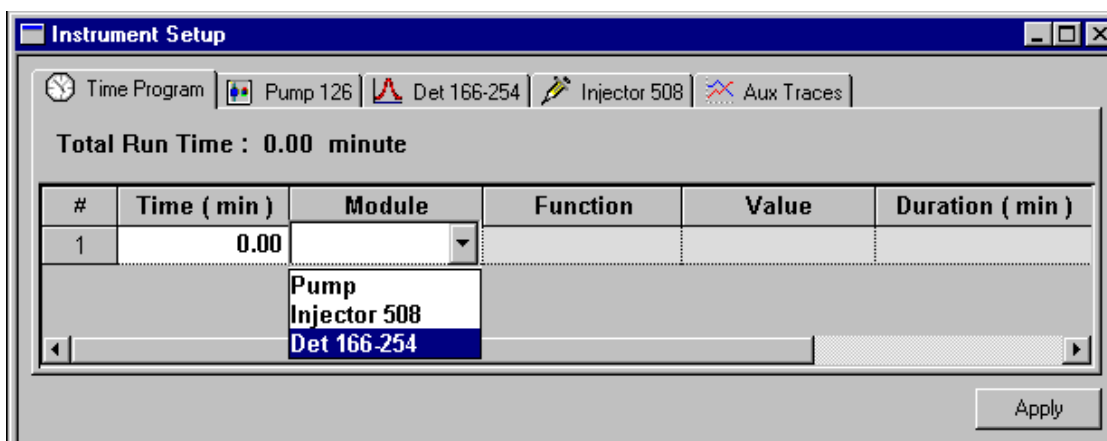 Instrument Setup
Time Program Pump 126 Det 166-254 Injector 508 Aux Traces
Total Run Time : 0.00 minute
# Time ( min ) Module Function Value Duration ( min )
1 0.00
Pump
Injector 508
Det 166-254
Apply